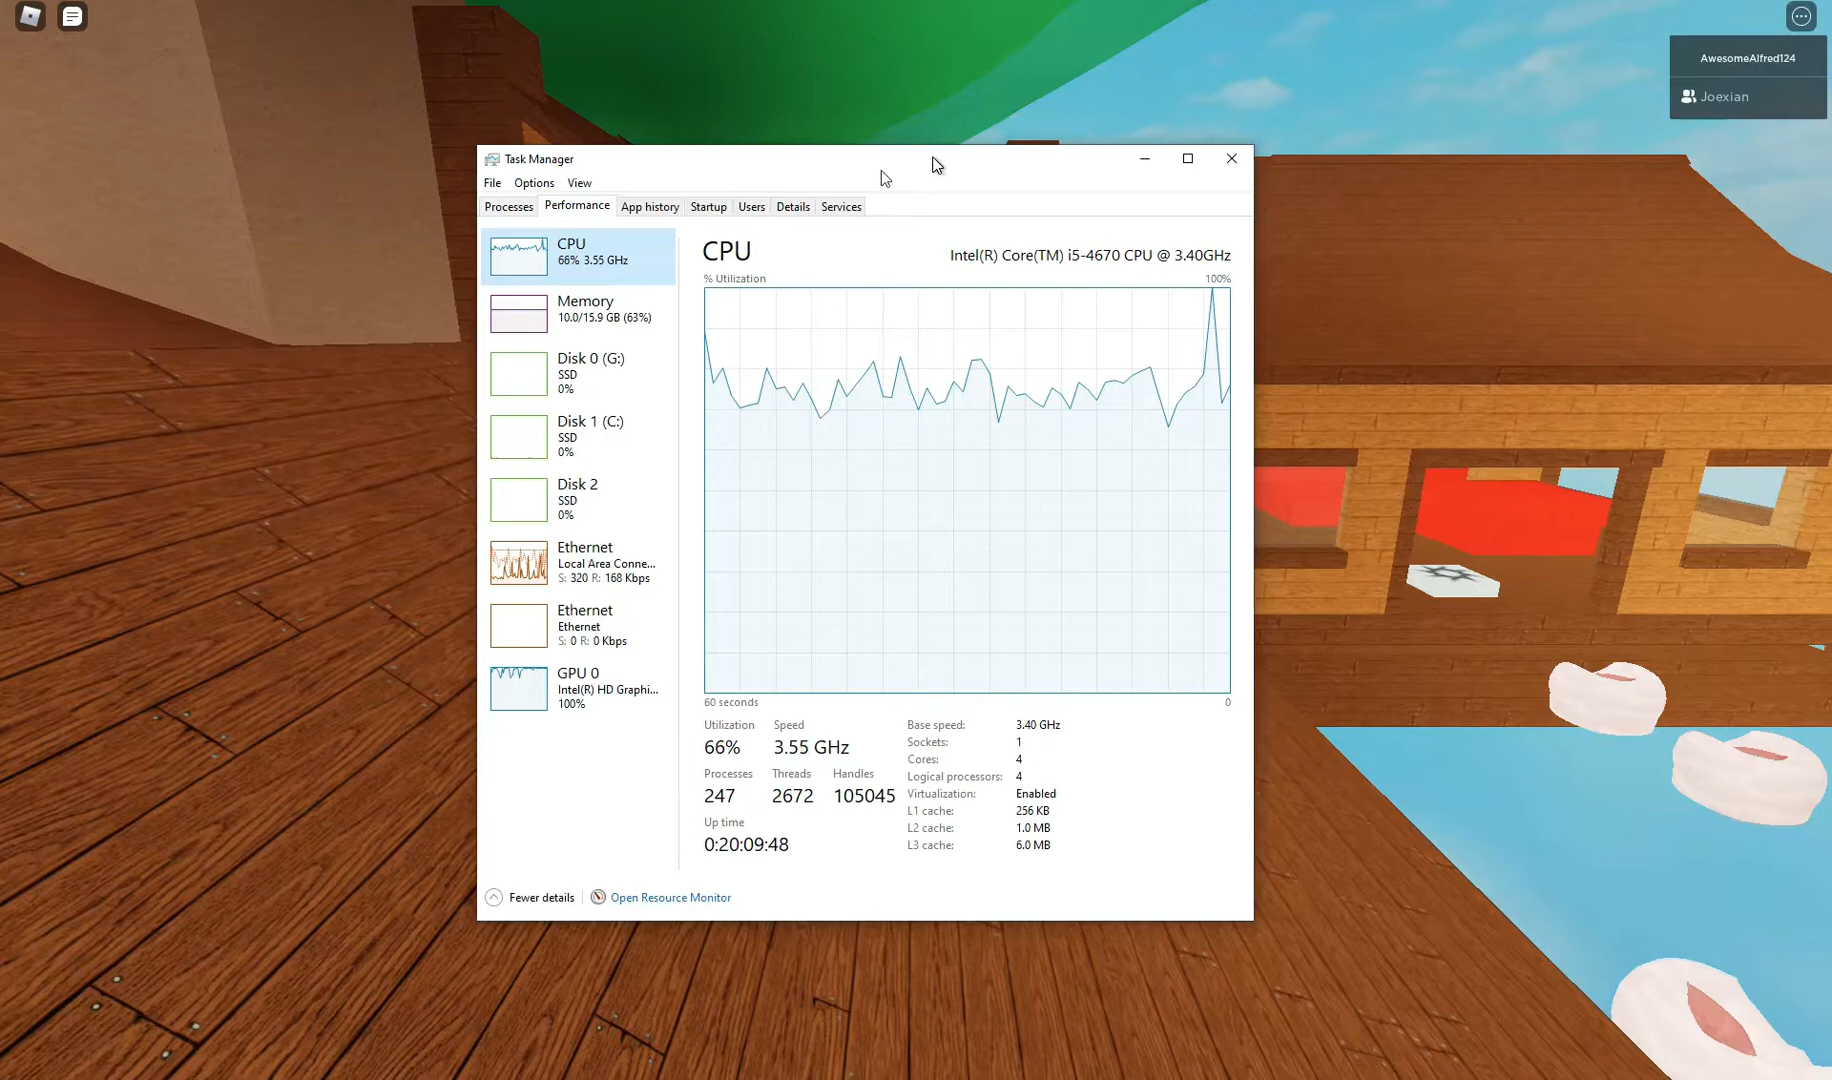 AwesomeAlfred124
Joexian
Task Manager
File Options View
Processes Performance App history Startup Users Details Services
CPU
66% 3.55 GHz
Memory
10.0/15.9 GB (63%)
Disk 0 (G:)
SSD
0%
Disk 1 (C:)
SSD
0%
Disk 2
SSD
0%
Ethernet
Local Area Conne...
S: 320 R: 168 Kbps
Ethernet
Ethernet
S: 0 R: 0 Kbps
GPU 0
Intel(R) HD Graphi...
100%
CPU
Intel(R) Core(TM) i5-4670 CPU @ 3.40GHz
% Utilization 100%
60 seconds 0
Utilization Speed
66% 3.55 GHz
Processes Threads Handles
247 2672 105045
Up time
0:20:09:48
Base speed: 3.40 GHz
Sockets: 1
Cores: 4
Logical processors: 4
Virtualization: Enabled
L1 cache: 256 KB
L2 cache: 1.0 MB
L3 cache: 6.0 MB
Fewer details Open Resource Monitor